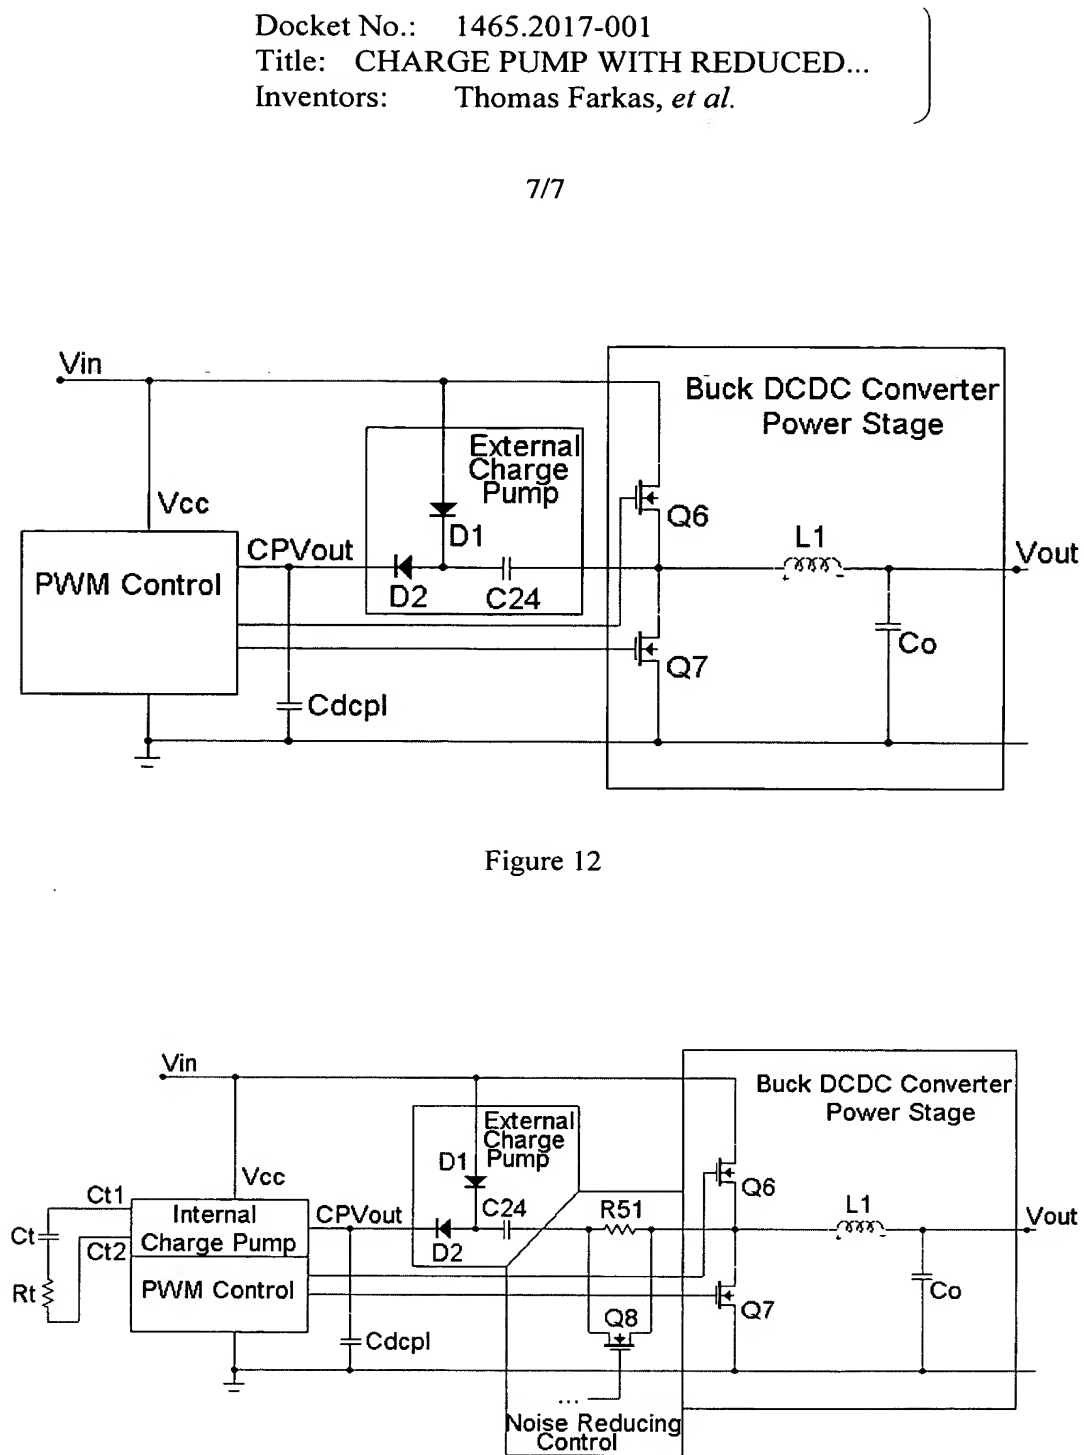 Docket No.: 1465.2017-001
Title: CHARGE PUMP WITH REDUCED...
Inventors: Thomas Farkas, et al.
7/7
Vin
Buck DCDC Converter
Power Stage
External
Charge
Pump
Vcc
Q6
D1
L1
CPVout
Vout
PWM Control
D2
C24
Co
Q7
Cdcpl
Figure 12
Vin
Buck DCDC Converter
Power Stage
External
Charge
Pump
D1
Vcc
Q6
Ct1
C24
R51
L1
Internal
Charge Pump
CPVout
Vout
Ct
Ct2
D2
Rt
PWM Control
Co
Q8
Q7
Cdcpl
...
Noise Reducing
Control